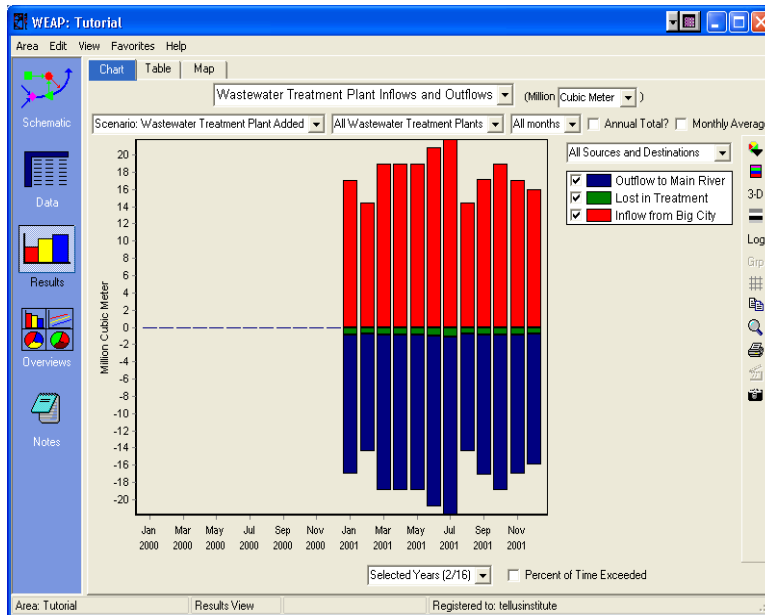 WEAP: Tutorial
Area Edit View Favorites Help
Chart Table Map
Wastewater Treatment Plant Inflows and Outflows (Million Cubic Meter )
Scenario: Wastewater Treatment Plant Added All Wastewater Treatment Plants All months Annual Total? Monthly Average
All Sources and Destinations
Outflow to Main River
Lost in Treatment
Inflow from Big City
Schematic
Data
Results
Overviews
Notes
3-D
Log
Grp
Million Cubic Meter
20
18
16
14
12
10
8
6
4
2
0
-2
-4
-6
-8
-10
-12
-14
-16
-18
-20
Jan Mar May Jul Sep Nov Jan Mar May Jul Sep Nov
2000 2000 2000 2000 2000 2000 2001 2001 2001 2001 2001 2001
Selected Years (2/16) Percent of Time Exceeded
Area: Tutorial Results View Registered to: tellusinstitute